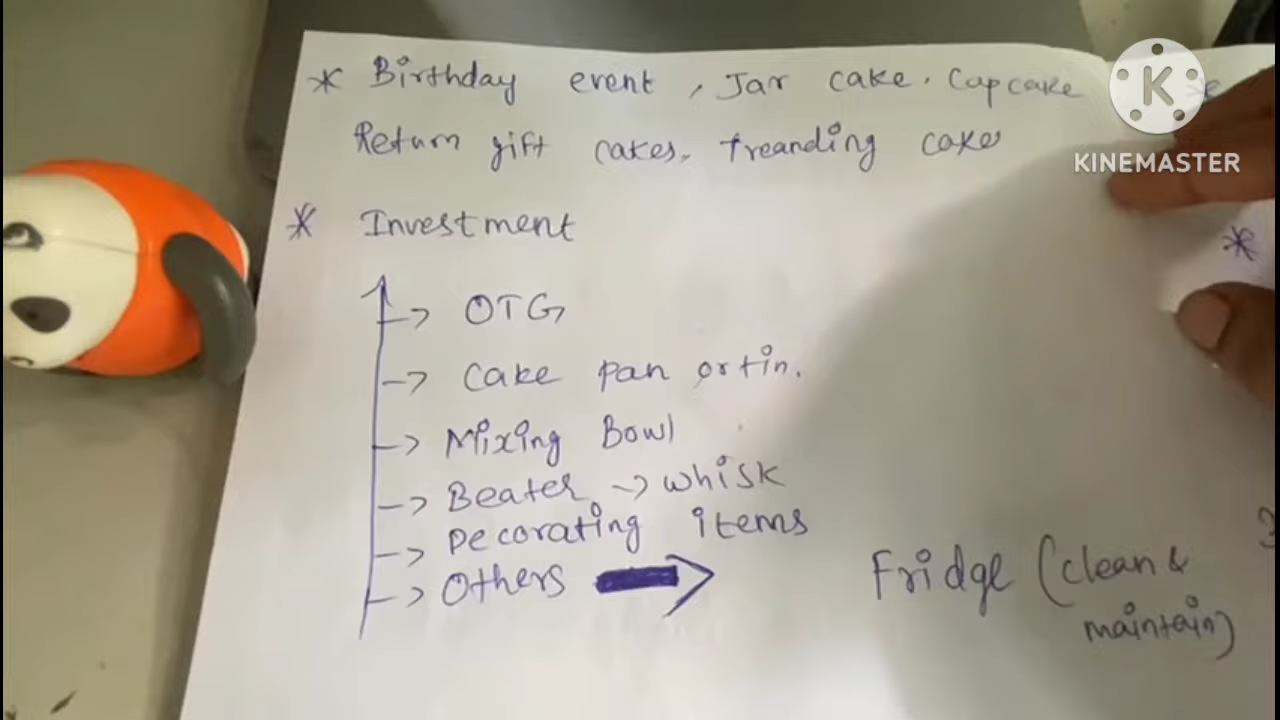 * Birthday event, Jar cake. Capcake
Return gift cakes, Treanding cake
* Investment
→ OTG
→ Cake pan or tin.
→ Mixing Bowl
→ Beater → whisk
→ Decorating items
→ Others →
Fridge (clean &
maintain)
*
K
KINEMASTER